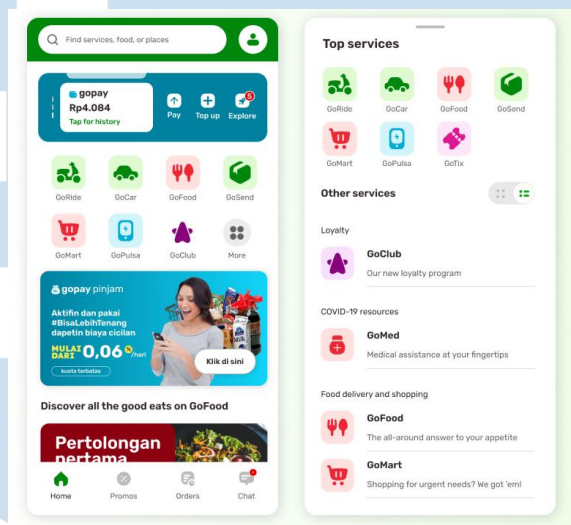 Find services, food, or places
gopay
Rp4.084
Tap for history
Pay
Top up
5
Explore
GoRide
GoCar
GoFood
GoSend
GoMart
GoPulsa
GoClub
More
gopay pinjam
Aktifin dan pakai
#BisaLebihTenang
dapetin biaya cicilan
MULAI
DARI 0,06 %/hari
kuota terbatas
Klik di sini
Discover all the good eats on GoFood
Pertolongan
pertama
Home
Promos
Orders
Chat
Top services
GoRide
GoCar
GoFood
GoSend
GoMart
GoPulsa
GoTix
Other services
Loyalty
GoClub
Our new loyalty program
COVID-19 resources
GoMed
Medical assistance at your fingertips
Food delivery and shopping
GoFood
The all-around answer to your appetite
GoMart
Shopping for urgent needs? We got 'em!